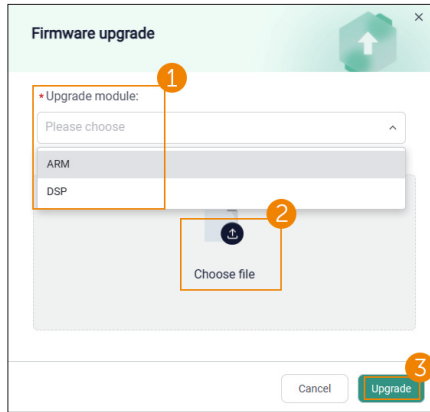 Firmware upgrade
×
1
* Upgrade module:
Please choose
ARM
DSP
2
Choose file
3
Cancel
Upgrade